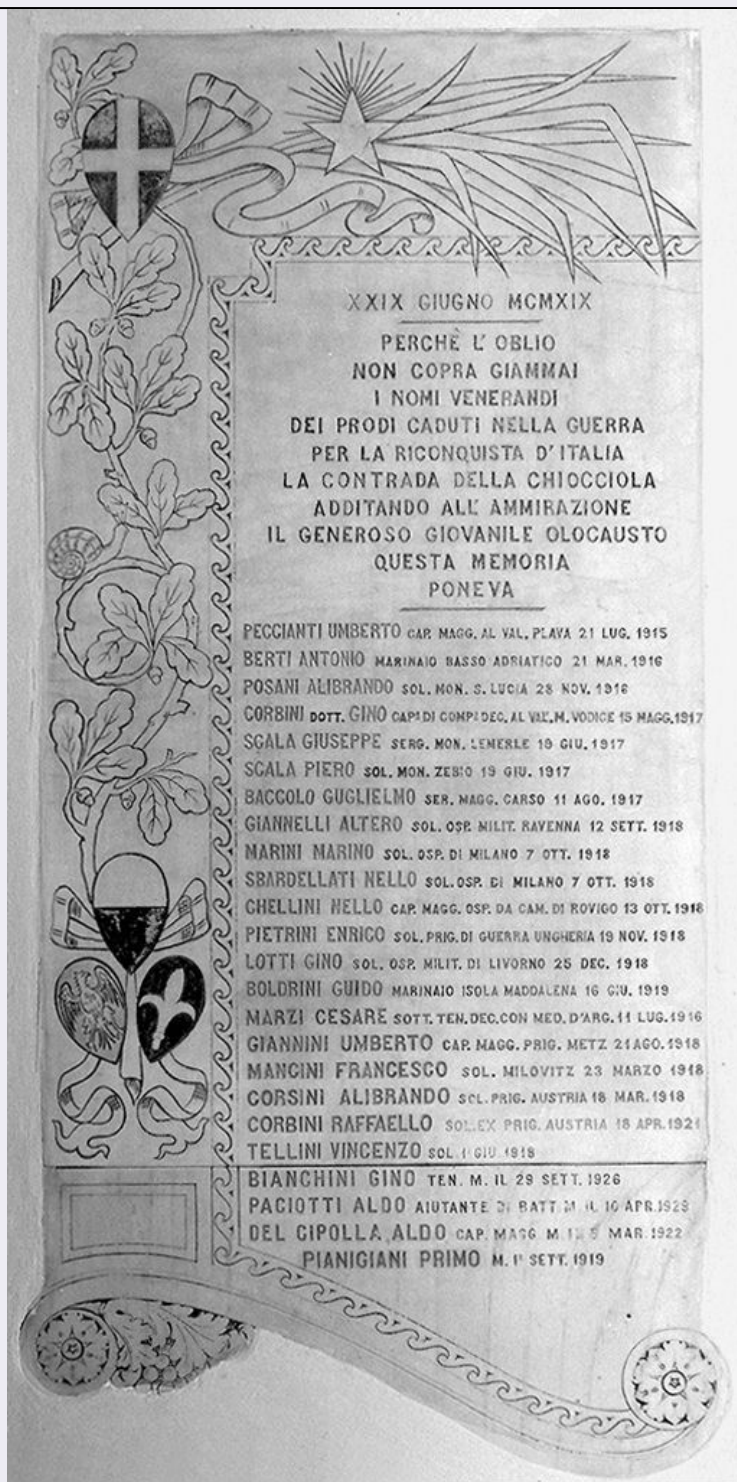 XXIX GIUGNO MCMXIX
PERCHÈ L'OBLIO
NON COPRA GIAMMAI
I NOMI VENERANDI
DEI PRODI CADUTI NELLA GUERRA
PER LA RICONQUISTA D'ITALIA
LA CONTRADA DELLA CHIOCCIOLA
ADDITANDO ALL'AMMIRAZIONE
IL GENEROSO GIOVANILE OLOCAUSTO
QUESTA MEMORIA
PONEVA
PECCIANTI UMBERTO CAP. MAGG. AL VAL. PLAVA 21 LUG. 1915
BERTI ANTONIO MARINAIO BASSO ADRIATICO 21 MAR. 1916
POSANI ALIBRANDO SOL. MON. S. LUCIA 28 NOV. 1916
CORBINI DOTT. GINO CAP. DI COMP. DEC. AL VAL. M. VODICE 15 MAGG. 1917
SCALA GIUSEPPE SERG. MON. LEMERLE 19 GIU. 1917
SCALA PIERO SOL. MON. ZEBIO 19 GIU. 1917
BACCOLO GUGLIELMO SER. MAGG. CARSO 11 AGO. 1917
GIANNELLI ALTERO SOL. OSP. MILIT. RAVENNA 12 SETT. 1918
MARINI MARINO SOL. OSP. DI MILANO 7 OTT. 1918
SBARDELLATI NELLO SOL. OSP. DI MILANO 7 OTT. 1918
CHELLINI NELLO CAP. MAGG. OSP. DA CAM. DI ROVIGO 13 OTT. 1918
PIETRINI ENRICO SOL. PRIG. DI GUERRA UNGHERIA 19 NOV. 1918
LOTTI GINO SOL. OSP. MILIT. DI LIVORNO 25 DEC. 1918
BOLDRINI GUIDO MARINAIO ISOLA MADDALENA 16 GIU. 1919
MARZI CESARE SOTT. TEN. DEC. CON MED. D'ARG. 11 LUG. 1916
GIANNINI UMBERTO CAP. MAGG. PRIG. METZ 21 AGO. 1918
MANCINI FRANCESCO SOL. MILOVITZ 23 MARZO 1918
CORSINI ALIBRANDO SOL. PRIG. AUSTRIA 18 MAR. 1918
CORBINI RAFFAELLO SOL. EX PRIG. AUSTRIA 18 APR. 1921
TELLINI VINCENZO SOL. 1 GIU. 1918
BIANCHINI GINO TEN. M. IL 29 SETT. 1926
PACIOTTI ALDO AIUTANTE DI BATT. M. IL 10 APR.
DEL CIPOLLA ALDO CAP. MAGG. M. MAR. 1922
PIANIGIANI PRIMO M. 1° SETT. 1919